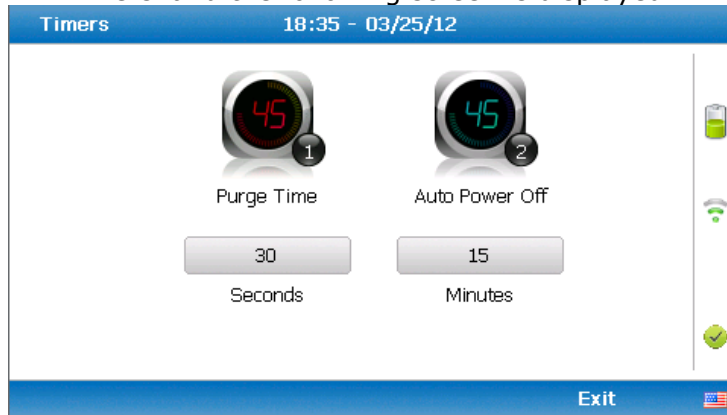 Timers 18:35 - 03/25/12
45 45
1 2
Purge Time Auto Power Off
30 15
Seconds Minutes
Exit